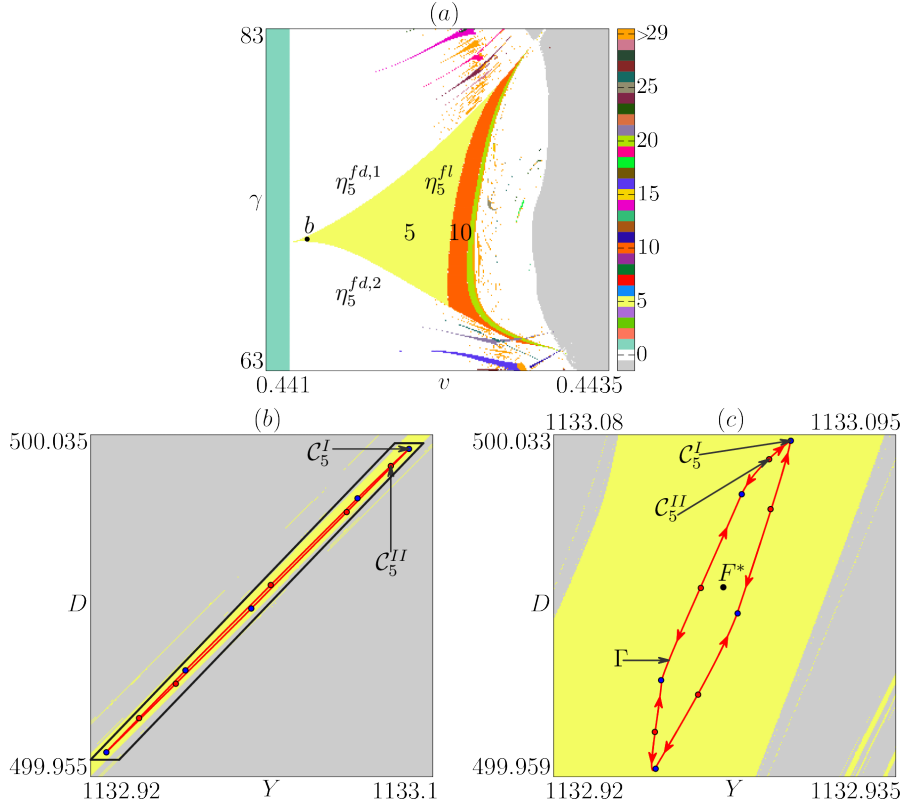 (a)
83
γ
63
η₅^{fd,1}
η₅^{fl}
b
5
10
η₅^{fd,2}
0.441
v
0.4435
>29
25
20
15
10
5
0
(b)
500.035
D
499.955
C₅^{I}
C₅^{II}
1132.92
Y
1133.1
(c)
1133.08
1133.095
500.033
D
499.959
C₅^{I}
C₅^{II}
F*
Γ
1132.92
Y
1132.935